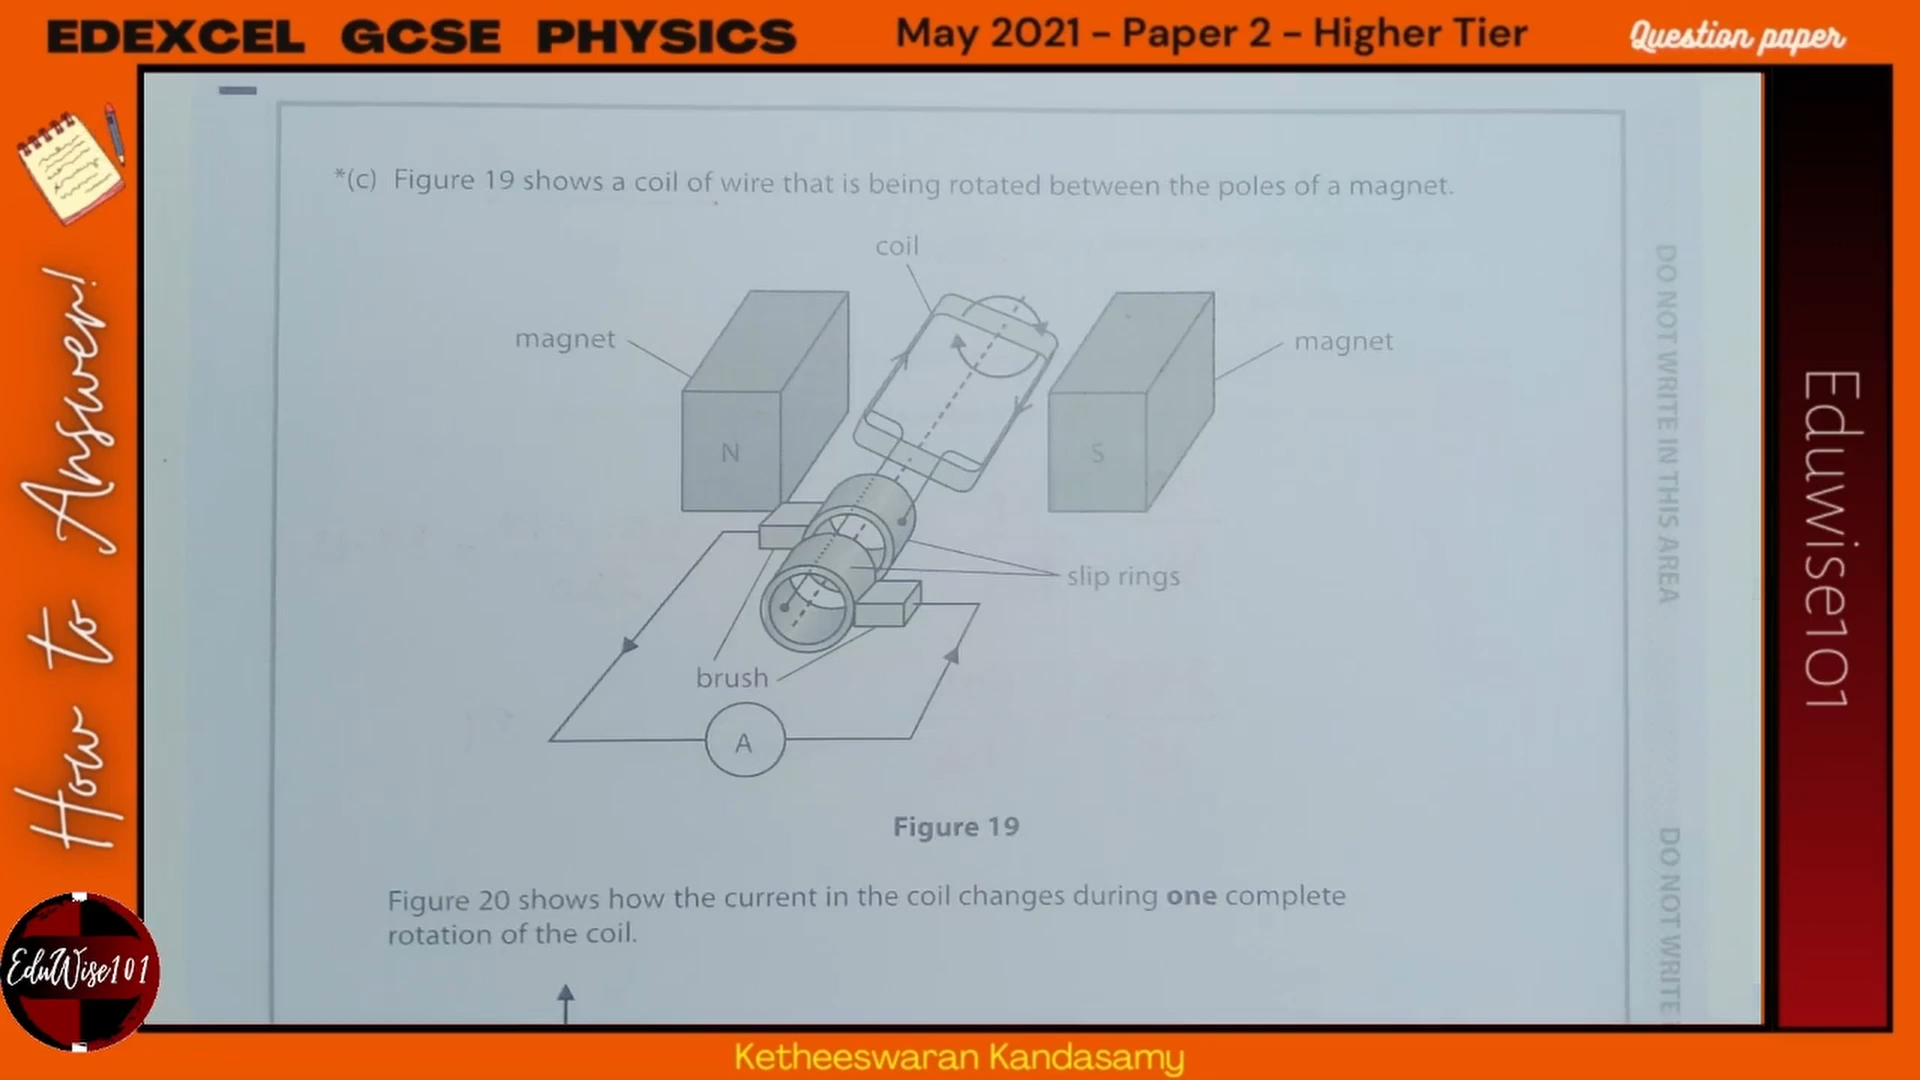 EDEXCEL GCSE PHYSICS
May 2021 - Paper 2 - Higher Tier
Question paper
How to Answer!
*(c) Figure 19 shows a coil of wire that is being rotated between the poles of a magnet.
coil
magnet
magnet
N
S
slip rings
brush
A
Figure 19
Figure 20 shows how the current in the coil changes during one complete
rotation of the coil.
DO NOT WRITE IN THIS AREA
DO NOT WRITE
Eduwise101
EduWise101
Ketheeswaran Kandasamy